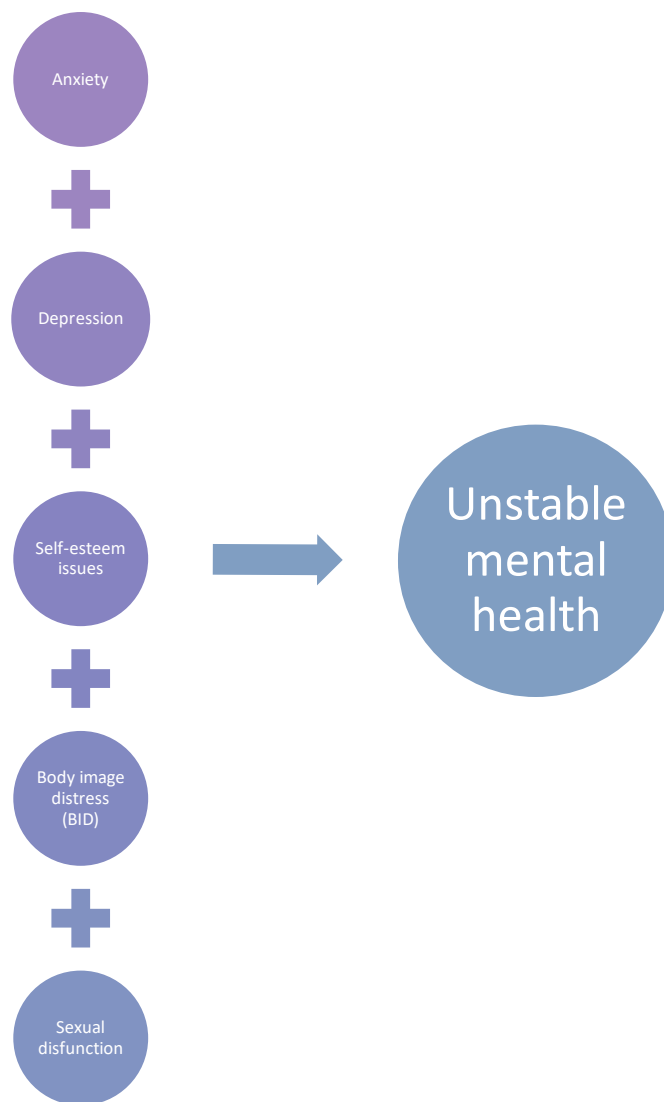 Anxiety
Depression
Self-esteem
issues
Unstable
mental
health
Body image
distress
(BID)
Sexual
disfunction